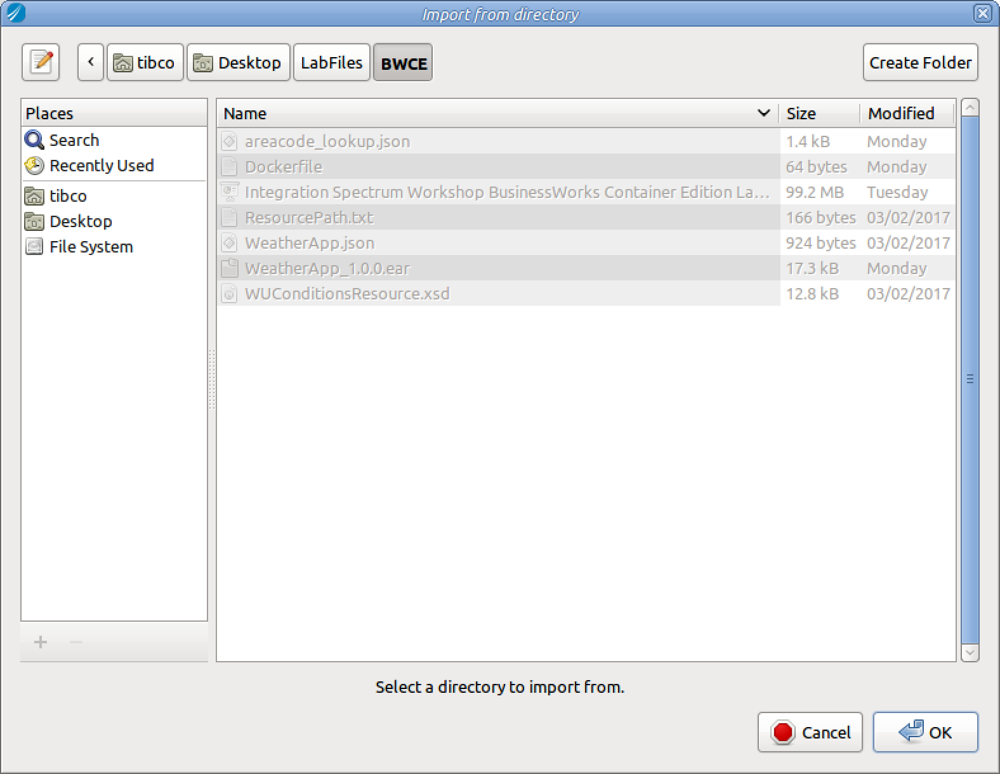 Import from directory
tibco Desktop LabFiles BWCE Create Folder
Places
Search
Recently Used
tibco
Desktop
File System
Name Size Modified
areacode_lookup.json 1.4 kB Monday
Dockerfile 64 bytes Monday
Integration Spectrum Workshop BusinessWorks Container Edition La... 99.2 MB Tuesday
ResourcePath.txt 166 bytes 03/02/2017
WeatherApp.json 924 bytes 03/02/2017
WeatherApp_1.0.0.ear 17.3 kB Monday
WUConditionsResource.xsd 12.8 kB 03/02/2017
Select a directory to import from.
Cancel OK